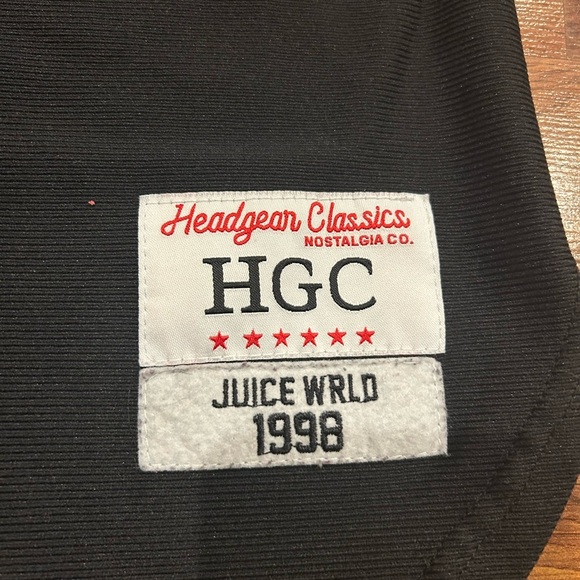 Headgear Classics
NOSTALGIA CO.
HGC
JUICE WRLD
1998